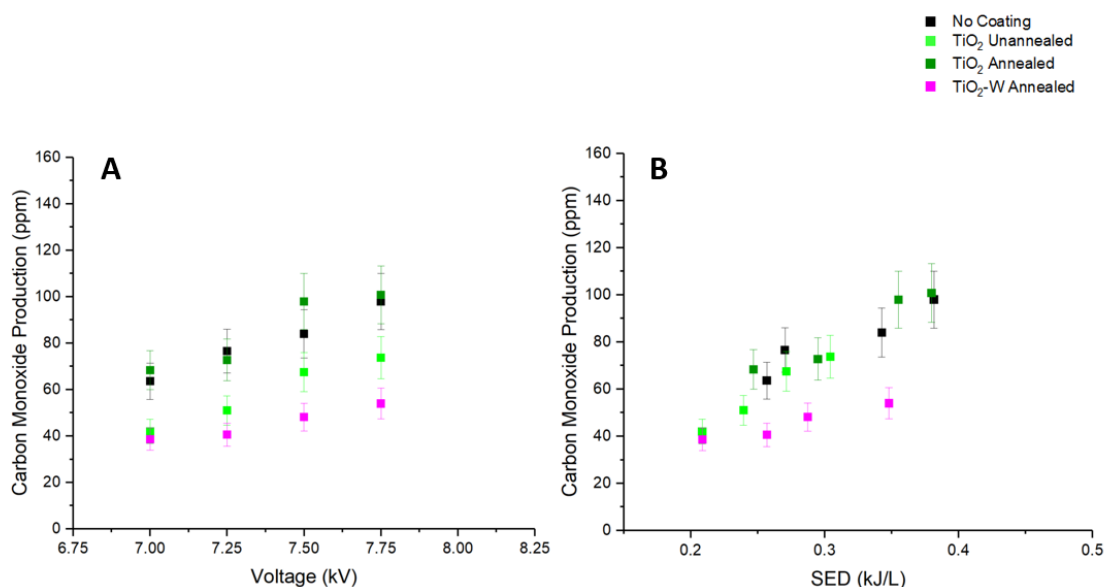 No Coating
TiO₂ Unannealed
TiO₂ Annealed
TiO₂-W Annealed
A
Carbon Monoxide Production (ppm)
160
140
120
100
80
60
40
20
0
6.75 7.00 7.25 7.50 7.75 8.00 8.25
Voltage (kV)
B
Carbon Monoxide Production (ppm)
160
140
120
100
80
60
40
20
0
0.2 0.3 0.4 0.5
SED (kJ/L)